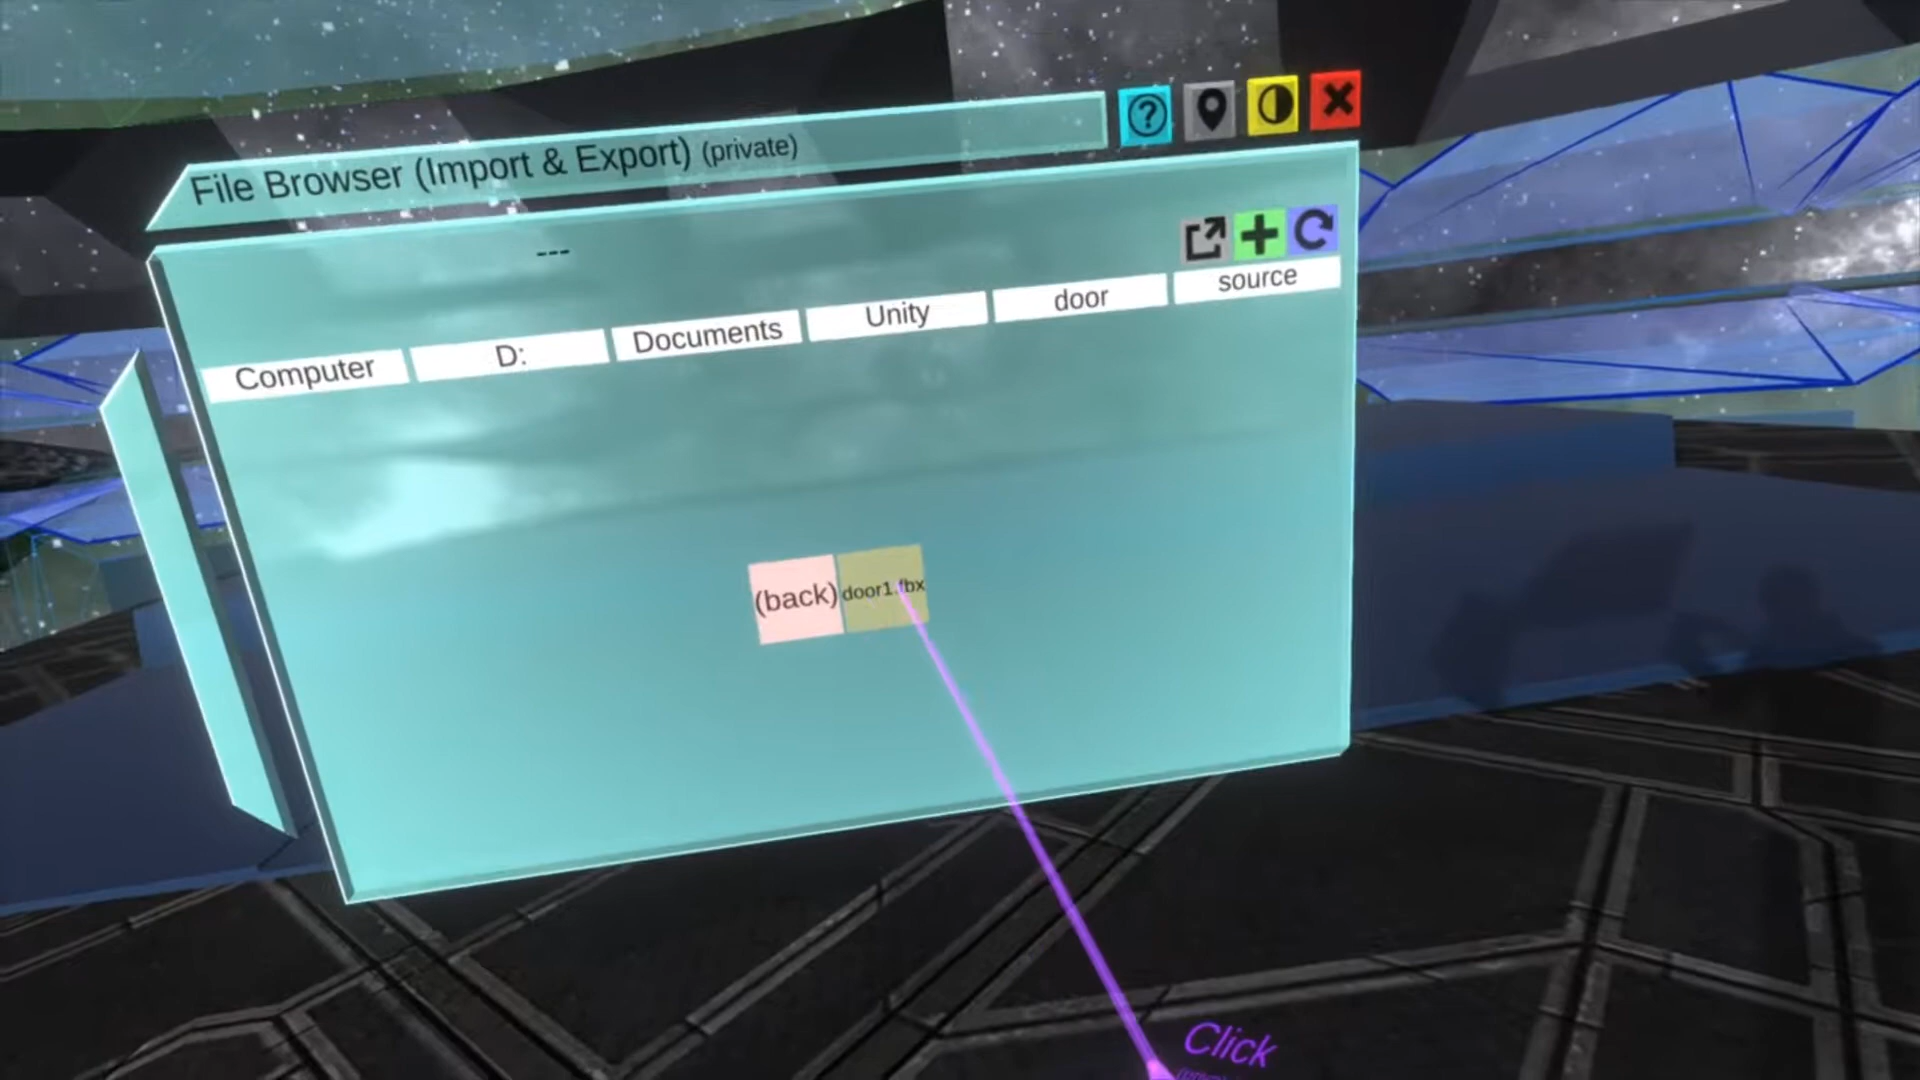 File Browser (Import & Export) (private)
---
Computer D: Documents Unity door source
(back) door1.fbx
Click